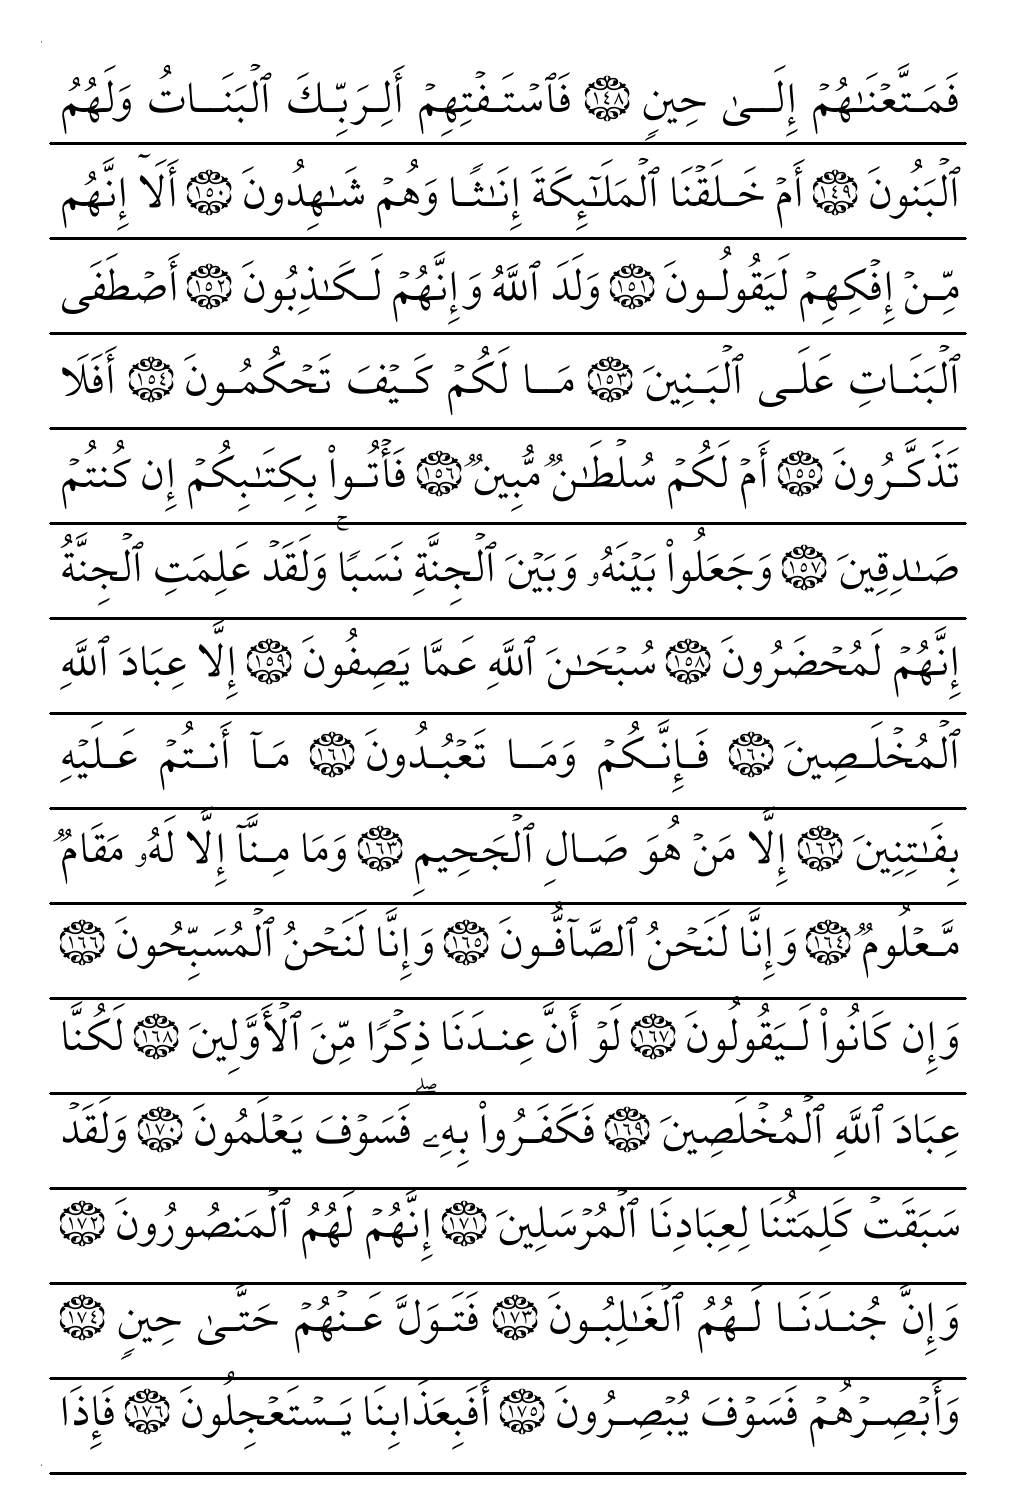 فَمَتَّعۡنَٰهُمۡ إِلَىٰ حِينٖ ١٤٨ فَٱسۡتَفۡتِهِمۡ أَلِرَبِّكَ ٱلۡبَنَاتُ وَلَهُمُ
ٱلۡبَنُونَ ١٤٩ أَمۡ خَلَقۡنَا ٱلۡمَلَٰٓئِكَةَ إِنَٰثٗا وَهُمۡ شَٰهِدُونَ ١٥٠ أَلَآ إِنَّهُم
مِّنۡ إِفۡكِهِمۡ لَيَقُولُونَ ١٥١ وَلَدَ ٱللَّهُ وَإِنَّهُمۡ لَكَٰذِبُونَ ١٥٢ أَصۡطَفَى
ٱلۡبَنَاتِ عَلَى ٱلۡبَنِينَ ١٥٣ مَا لَكُمۡ كَيۡفَ تَحۡكُمُونَ ١٥٤ أَفَلَا
تَذَكَّرُونَ ١٥٥ أَمۡ لَكُمۡ سُلۡطَٰنٞ مُّبِينٞ ١٥٦ فَأۡتُواْ بِكِتَٰبِكُمۡ إِن كُنتُمۡ
صَٰدِقِينَ ١٥٧ وَجَعَلُواْ بَيۡنَهُۥ وَبَيۡنَ ٱلۡجِنَّةِ نَسَبٗاۚ وَلَقَدۡ عَلِمَتِ ٱلۡجِنَّةُ
إِنَّهُمۡ لَمُحۡضَرُونَ ١٥٨ سُبۡحَٰنَ ٱللَّهِ عَمَّا يَصِفُونَ ١٥٩ إِلَّا عِبَادَ ٱللَّهِ
ٱلۡمُخۡلَصِينَ ١٦٠ فَإِنَّكُمۡ وَمَا تَعۡبُدُونَ ١٦١ مَآ أَنتُمۡ عَلَيۡهِ
بِفَٰتِنِينَ ١٦٢ إِلَّا مَنۡ هُوَ صَالِ ٱلۡجَحِيمِ ١٦٣ وَمَا مِنَّآ إِلَّا لَهُۥ مَقَامٞ
مَّعۡلُومٞ ١٦٤ وَإِنَّا لَنَحۡنُ ٱلصَّآفُّونَ ١٦٥ وَإِنَّا لَنَحۡنُ ٱلۡمُسَبِّحُونَ ١٦٦
وَإِن كَانُواْ لَيَقُولُونَ ١٦٧ لَوۡ أَنَّ عِندَنَا ذِكۡرٗا مِّنَ ٱلۡأَوَّلِينَ ١٦٨ لَكُنَّا
عِبَادَ ٱللَّهِ ٱلۡمُخۡلَصِينَ ١٦٩ فَكَفَرُواْ بِهِۦۖ فَسَوۡفَ يَعۡلَمُونَ ١٧٠ وَلَقَدۡ
سَبَقَتۡ كَلِمَتُنَا لِعِبَادِنَا ٱلۡمُرۡسَلِينَ ١٧١ إِنَّهُمۡ لَهُمُ ٱلۡمَنصُورُونَ ١٧٢
وَإِنَّ جُندَنَا لَهُمُ ٱلۡغَٰلِبُونَ ١٧٣ فَتَوَلَّ عَنۡهُمۡ حَتَّىٰ حِينٖ ١٧٤
وَأَبۡصِرۡهُمۡ فَسَوۡفَ يُبۡصِرُونَ ١٧٥ أَفَبِعَذَابِنَا يَسۡتَعۡجِلُونَ ١٧٦ فَإِذَا